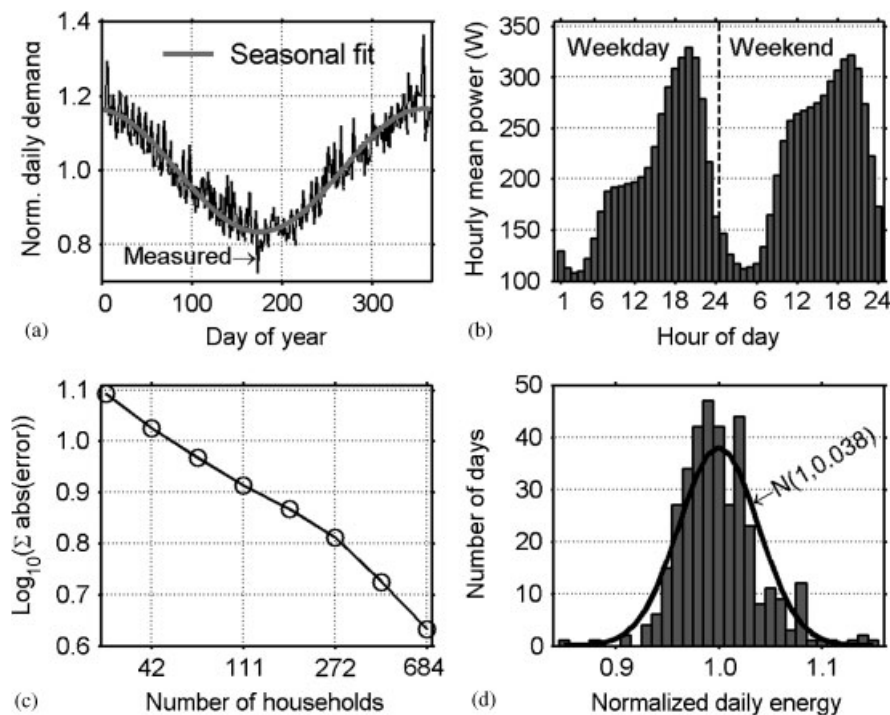 Norm. daily demand
1.4
1.2
1.0
0.8
Seasonal fit
Measured→
0
100
200
300
Day of year
(a)
Hourly mean power (W)
350
300
250
200
150
100
Weekday
Weekend
1
6
12
18
24
6
12
18
24
Hour of day
(b)
Log10(Σ abs(error))
1.1
1.0
0.9
0.8
0.7
0.6
42
111
272
684
Number of households
(c)
Number of days
50
40
30
20
10
0
←N(1,0.038)
0.9
1.0
1.1
Normalized daily energy
(d)